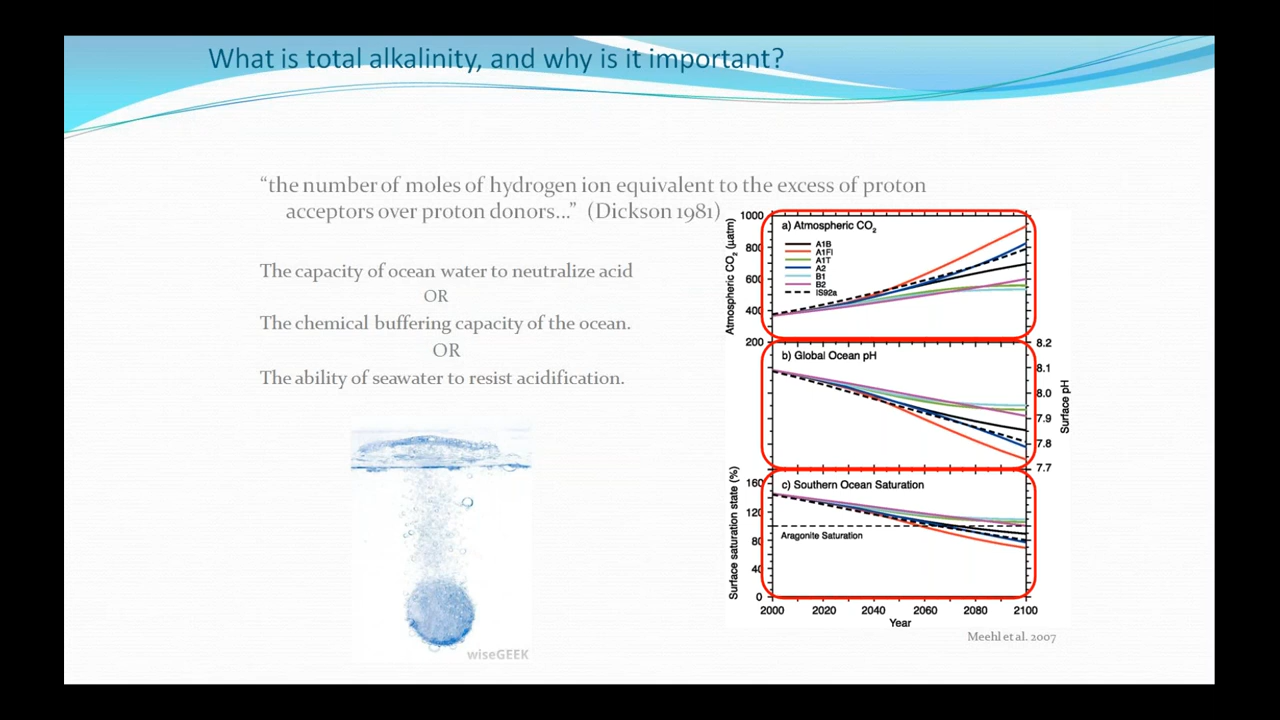 What is total alkalinity, and why is it important?
“the number of moles of hydrogen ion equivalent to the excess of proton
acceptors over proton donors...” (Dickson 1981)
The capacity of ocean water to neutralize acid
OR
The chemical buffering capacity of the ocean.
OR
The ability of seawater to resist acidification.
wiseGEEK
a) Atmospheric CO2
A1B
A1FI
A1T
A2
B1
B2
IS92a
Atmospheric CO2 (µatm)
1000
800
600
400
200
b) Global Ocean pH
8.2
8.1
8.0
7.9
7.8
7.7
Surface pH
c) Southern Ocean Saturation
Aragonite Saturation
Surface saturation state (%)
160
120
80
40
0
2000 2020 2040 2060 2080 2100
Year
Meehl et al. 2007